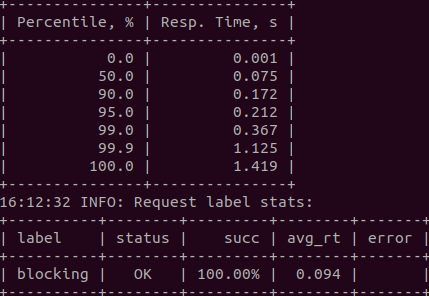 +---------------+----------------+
| Percentile, % | Resp. Time, s |
+---------------+----------------+
| 0.0 | 0.001 |
| 50.0 | 0.075 |
| 90.0 | 0.172 |
| 95.0 | 0.212 |
| 99.0 | 0.367 |
| 99.9 | 1.125 |
| 100.0 | 1.419 |
+---------------+----------------+
16:12:32 INFO: Request label stats:
+----------+--------+---------+--------+-------+
| label | status | succ | avg_rt | error |
+----------+--------+---------+--------+-------+
| blocking | OK | 100.00% | 0.094 | |
+----------+--------+---------+--------+-------+